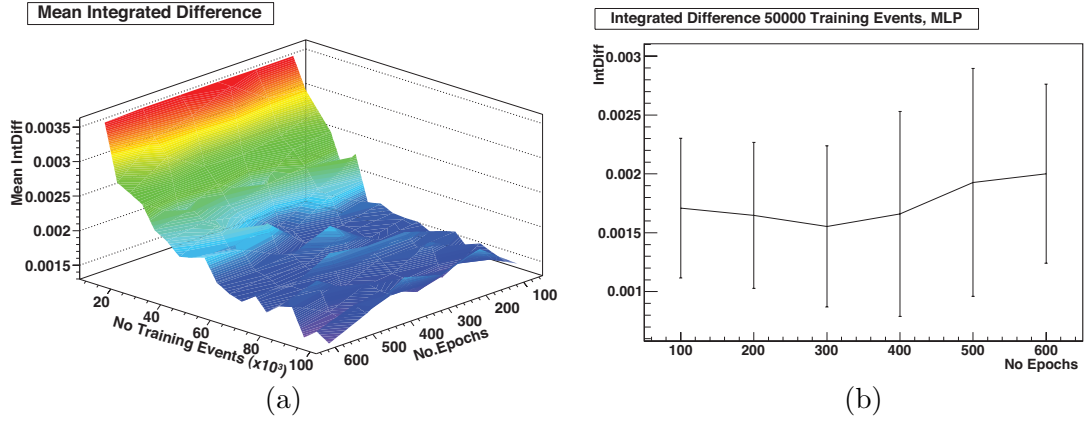 Mean Integrated Difference
Mean IntDiff
0.0035
0.003
0.0025
0.002
0.0015
20
40
60
80
100
No Training Events (x10³)
600
500
400
300
200
100
No.Epochs
(a)
Integrated Difference 50000 Training Events, MLP
IntDiff
0.003
0.0025
0.002
0.0015
0.001
100 200 300 400 500 600
No Epochs
(b)